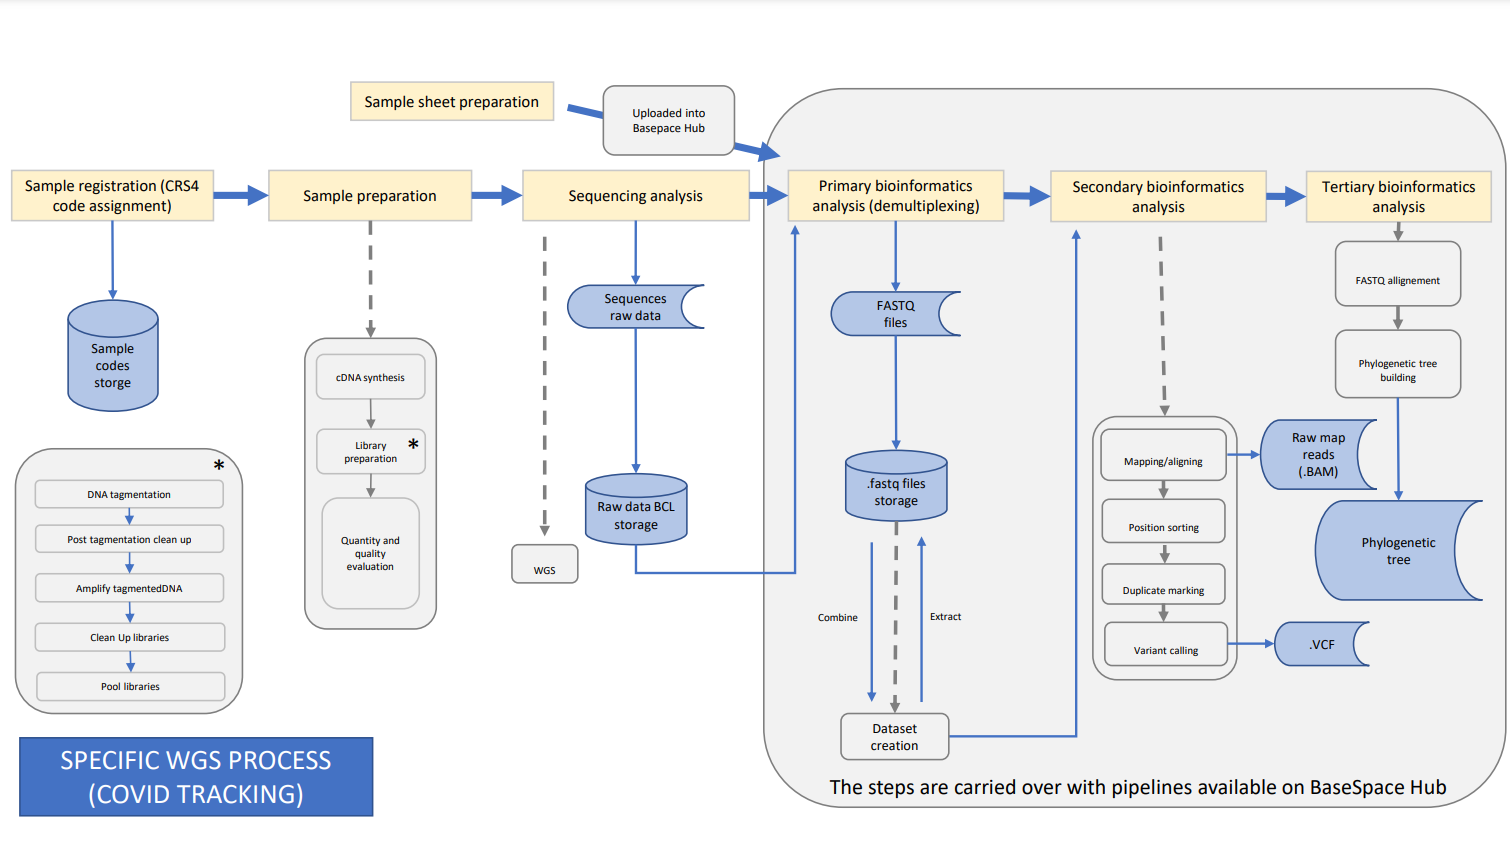 Sample sheet preparation
Uploaded into
Basepace Hub
Sample registration (CRS4
code assignment)
Sample preparation
Sequencing analysis
Primary bioinformatics
analysis (demultiplexing)
Secondary bioinformatics
analysis
Tertiary bioinformatics
analysis
Sample
codes
storge
cDNA synthesis
Library
preparation
*
Quantity and
quality
evaluation
Sequences
raw data
Raw data BCL
storage
WGS
FASTQ
files
.fastq files
storage
Combine
Extract
Dataset
creation
Mapping/aligning
Position sorting
Duplicate marking
Variant calling
Raw map
reads
(.BAM)
.VCF
FASTQ allignement
Phylogenetic tree
building
Phylogenetic
tree
*
DNA tagmentation
Post tagmentation clean up
Amplify tagmentedDNA
Clean Up libraries
Pool libraries
SPECIFIC WGS PROCESS
(COVID TRACKING)
The steps are carried over with pipelines available on BaseSpace Hub